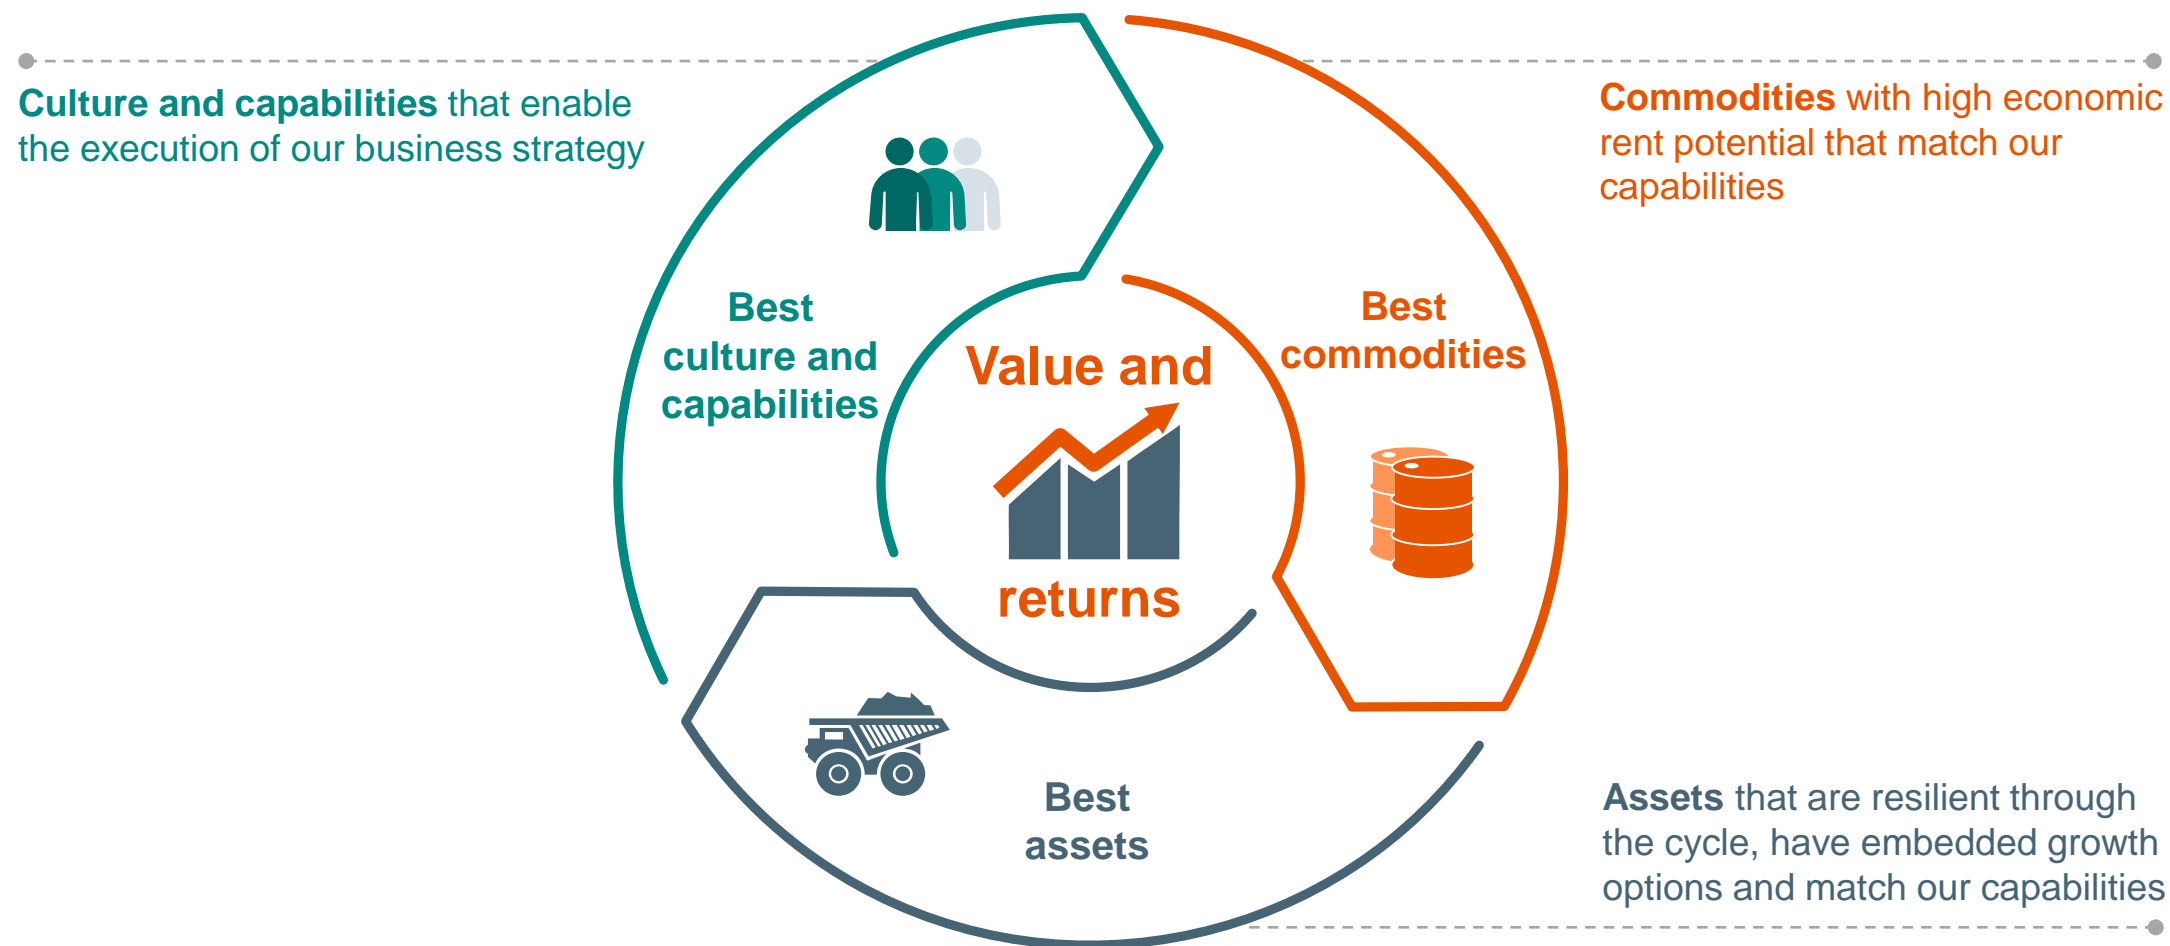 Culture and capabilities that enable
the execution of our business strategy
Commodities with high economic
rent potential that match our
capabilities
Best
culture and
capabilities
Value and
returns
Best
commodities
Best
assets
Assets that are resilient through
the cycle, have embedded growth
options and match our capabilities